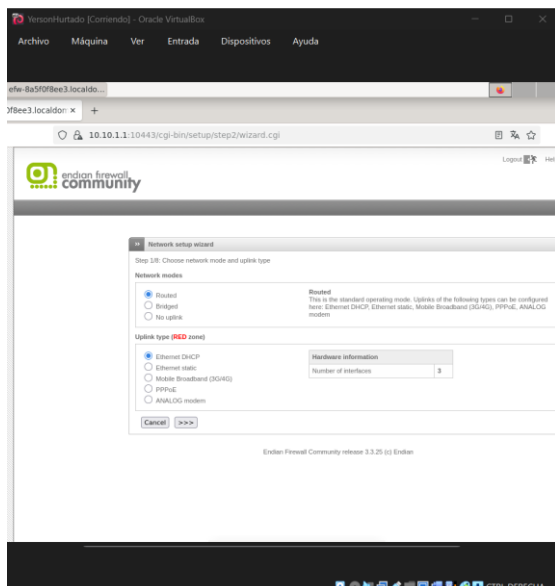 YersonHurtado [Corriendo] - Oracle VirtualBox
Archivo Máquina Ver Entrada Dispositivos Ayuda
efw-8a5f0f8ee3.localdo...
0f8ee3.localdon × +
10.10.1.1:10443/cgi-bin/setup/step2/wizard.cgi
Logout Hel
endian firewall
community
Network setup wizard
Step 1/8: Choose network mode and uplink type
Network modes
Routed
Bridged
No uplink
Routed
This is the standard operating mode. Uplinks of the following types can be configured
here: Ethernet DHCP, Ethernet static, Mobile Broadband (3G/4G), PPPoE, ANALOG
modem
Uplink type (RED zone)
Ethernet DHCP
Ethernet static
Mobile Broadband (3G/4G)
PPPoE
ANALOG modem
Hardware information
Number of interfaces 3
Cancel >>>
Endian Firewall Community release 3.3.25 (c) Endian
CTRL DERECHA